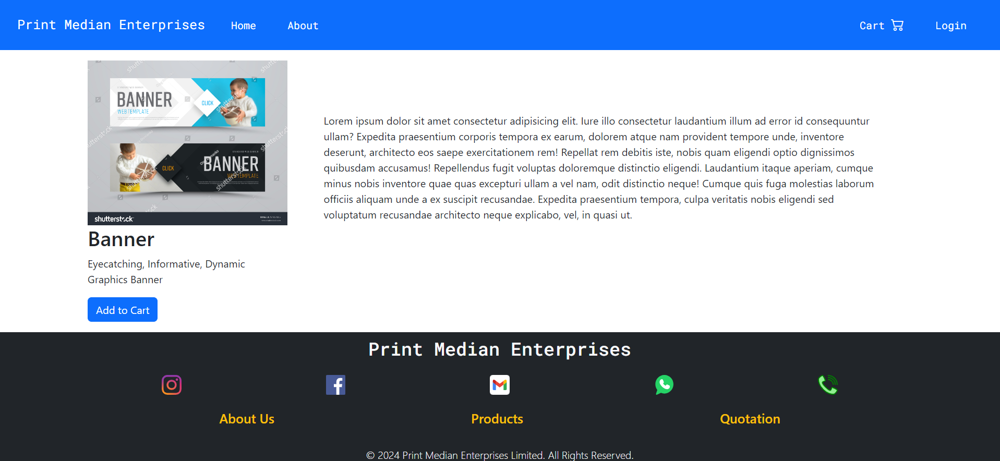 Print Median Enterprises
Home
About
Cart
Login
BANNER
WEB TEMPLATE
CLICK
STANDARD WEB BANNER
BANNER
WEB TEMPLATE
CLICK
shutterstock
shutterstock
Banner
Eyecatching, Informative, Dynamic
Graphics Banner
Add to Cart
Lorem ipsum dolor sit amet consectetur adipisicing elit. Iure illo consectetur laudantium illum ad error id consequuntur
ullam? Expedita praesentium corporis tempora ex earum, dolorem atque nam provident tempore unde, inventore
deserunt, architecto eos saepe exercitationem rem! Repellat rem debitis iste, nobis quam eligendi optio dignissimos
quibusdam accusamus! Repellendus fugit voluptas doloremque distinctio eligendi. Laudantium itaque aperiam, cumque
minus nobis inventore quae quas excepturi ullam a vel nam, odit distinctio neque! Cumque quis fuga molestias laborum
officiis aliquam unde a ex suscipit recusandae. Expedita praesentium tempora, culpa veritatis nobis eligendi sed
voluptatum recusandae architecto neque explicabo, vel, in quasi ut.
Print Median Enterprises
About Us
Products
Quotation
© 2024 Print Median Enterprises Limited. All Rights Reserved.